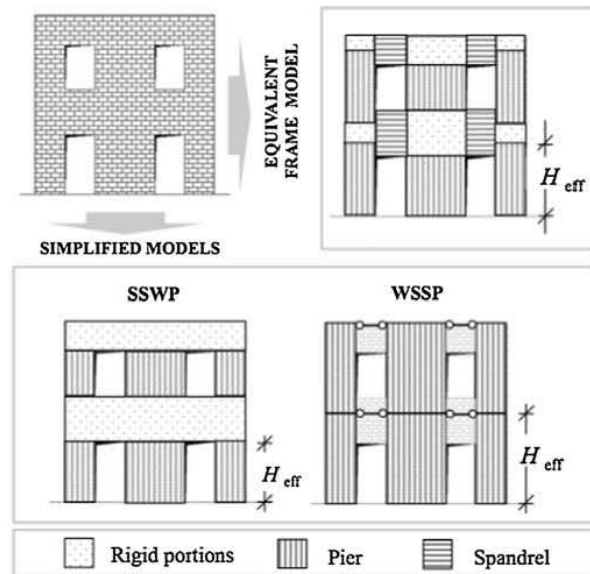 EQUIVALENT
FRAME MODEL
H eff
SIMPLIFIED MODELS
SSWP
WSSP
H eff
H eff
Rigid portions
Pier
Spandrel